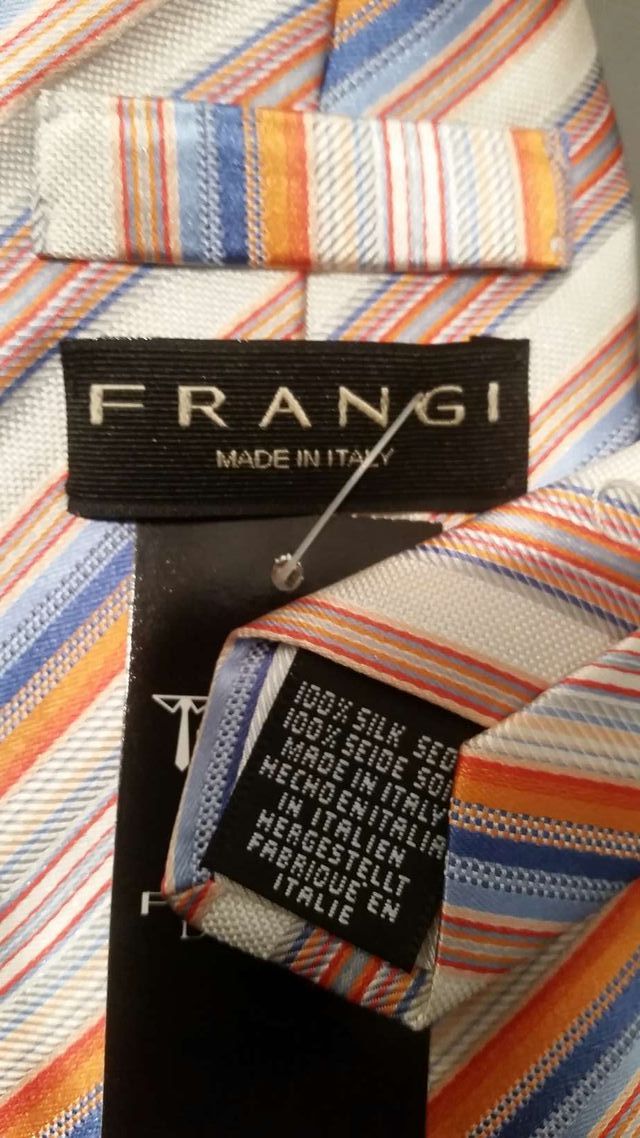 FRANGI
MADE IN ITALY
100% SILK
100% SEIDE
MADE IN ITALY
HECHO EN ITALIA
IN ITALIEN
HERGESTELLT
FABRIQUE EN
ITALIE